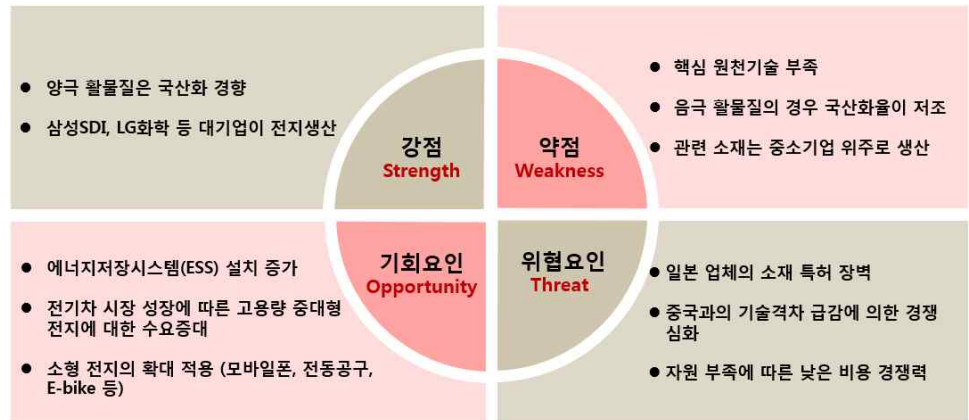 ● 양극 활물질은 국산화 경향
● 삼성SDI, LG화학 등 대기업이 전지생산
강점
Strength
● 핵심 원천기술 부족
● 음극 활물질의 경우 국산화율이 저조
● 관련 소재는 중소기업 위주로 생산
약점
Weakness
● 에너지저장시스템(ESS) 설치 증가
● 전기차 시장 성장에 따른 고용량 중대형
전지에 대한 수요증대
● 소형 전지의 확대 적용 (모바일폰, 전동공구,
E-bike 등)
기회요인
Opportunity
위협요인
Threat
● 일본 업체의 소재 특허 장벽
● 중국과의 기술격차 급감에 의한 경쟁
심화
● 자원 부족에 따른 낮은 비용 경쟁력